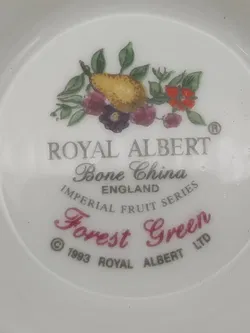 ROYAL ALBERT®
Bone China
ENGLAND
IMPERIAL FRUIT SERIES
Forest Green
© 1993 ROYAL ALBERT LTD